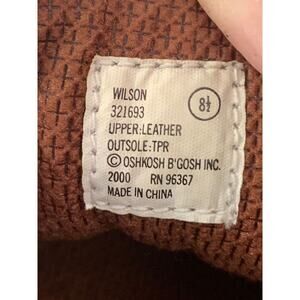 WILSON
8½
321693
UPPER:LEATHER
OUTSOLE:TPR
© OSHKOSH B'GOSH INC.
2000 RN 96367
MADE IN CHINA